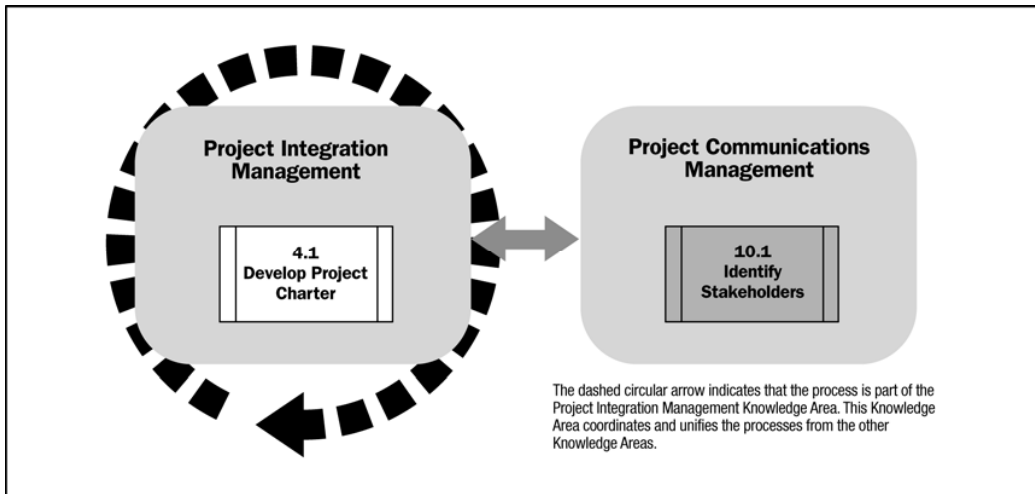 Project Integration
Management
4.1
Develop Project
Charter
Project Communications
Management
10.1
Identify
Stakeholders
The dashed circular arrow indicates that the process is part of the
Project Integration Management Knowledge Area. This Knowledge
Area coordinates and unifies the processes from the other
Knowledge Areas.